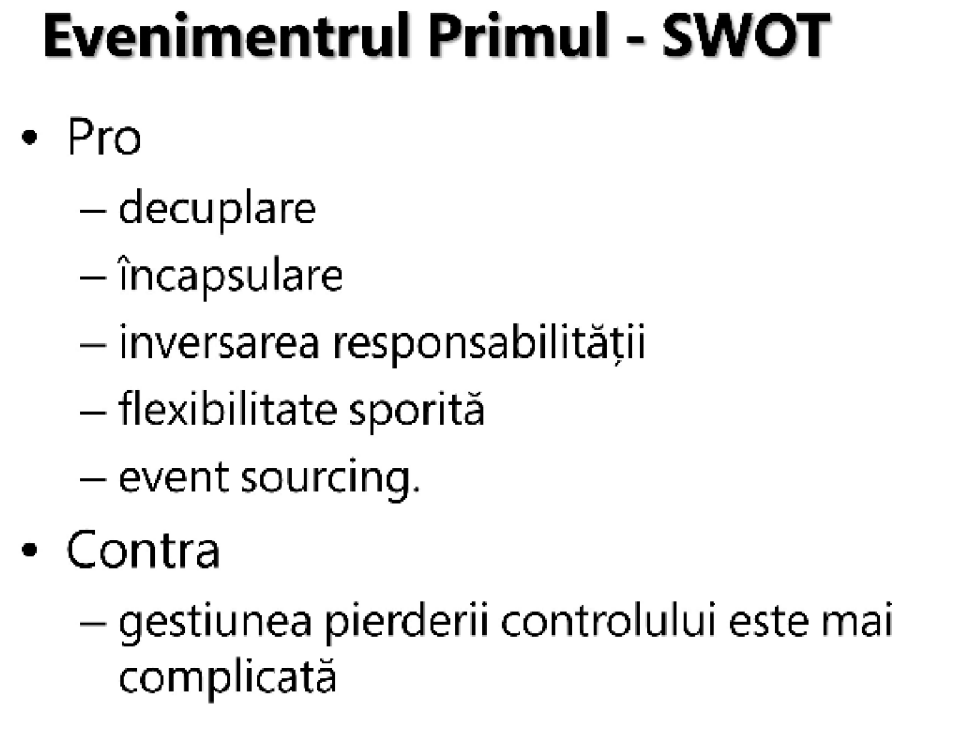 Evenimentrul Primul - SWOT
• Pro
– decuplare
– încapsulare
– inversarea responsabilității
– flexibilitate sporită
– event sourcing.
• Contra
– gestiunea pierderii controlului este mai
complicată